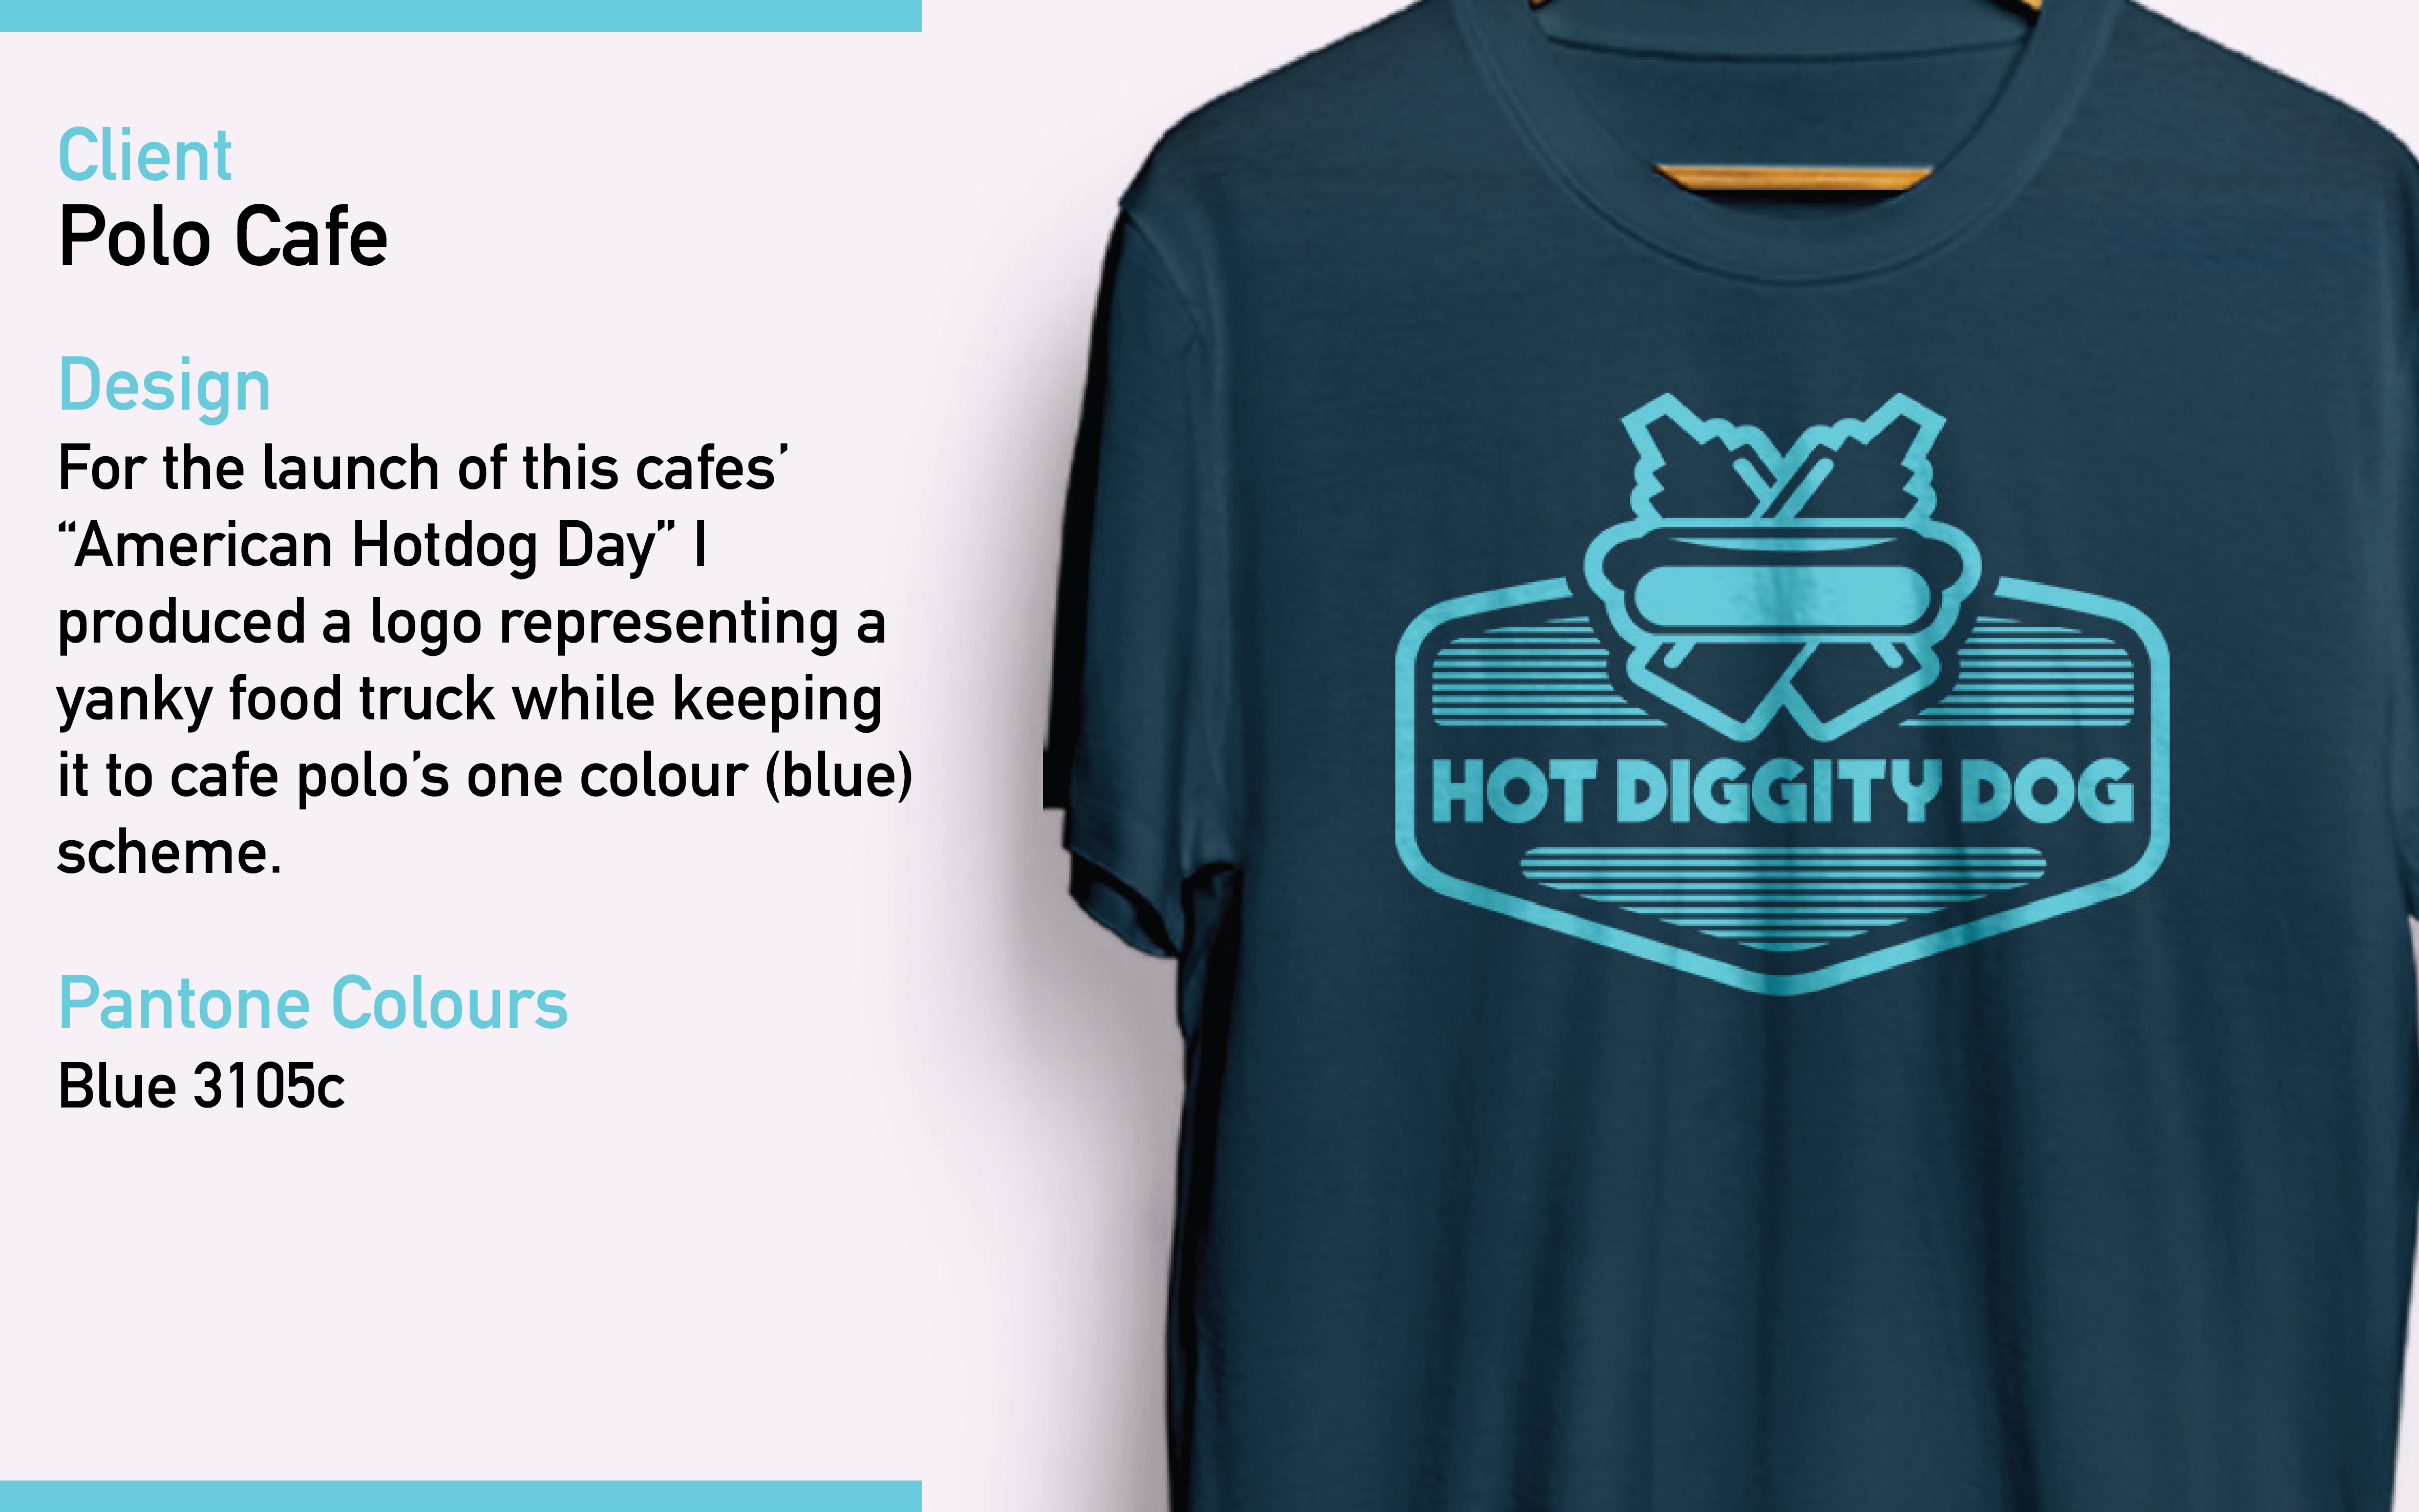 Client
Polo Cafe
Design
For the launch of this cafes’
“American Hotdog Day” I
produced a logo representing a
yanky food truck while keeping
it to cafe polo’s one colour (blue)
scheme.
Pantone Colours
Blue 3105c
HOT DIGGITY DOG